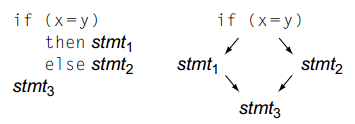 if (x=y)
then stmt1
else stmt2
stmt3
if (x=y)
stmt1
stmt2
stmt3